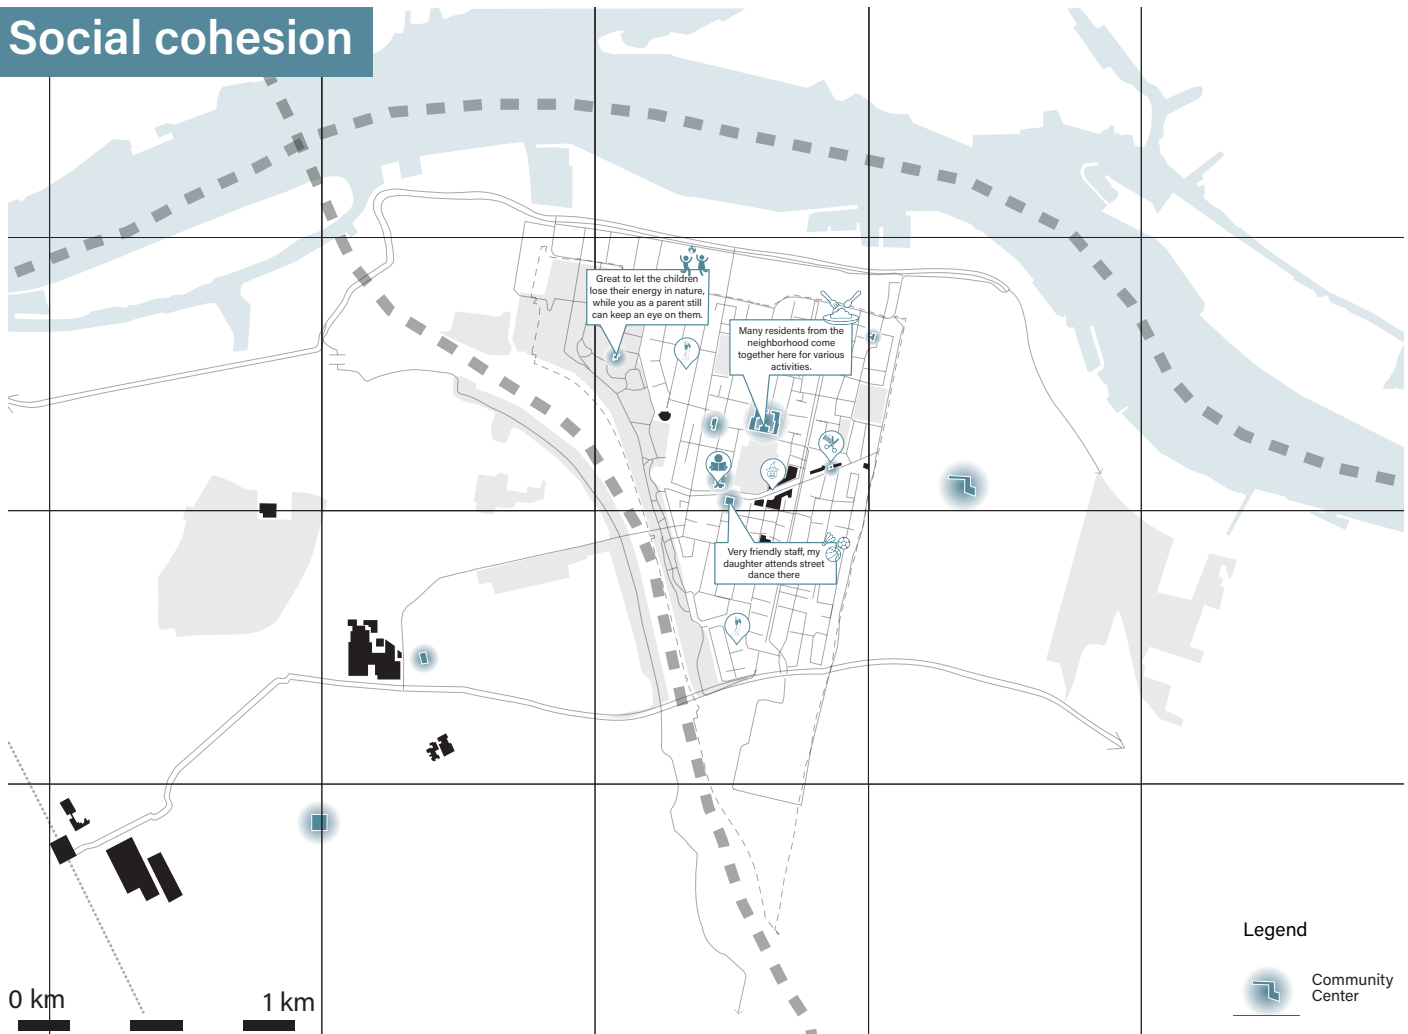 Social cohesion
Great to let the children
lose their energy in nature,
while you as a parent still
can keep an eye on them.
Many residents from the
neighborhood come
together here for various
activities.
Very friendly staff, my
daughter attends street
dance there
Legend
Community
Center
0 km
1 km